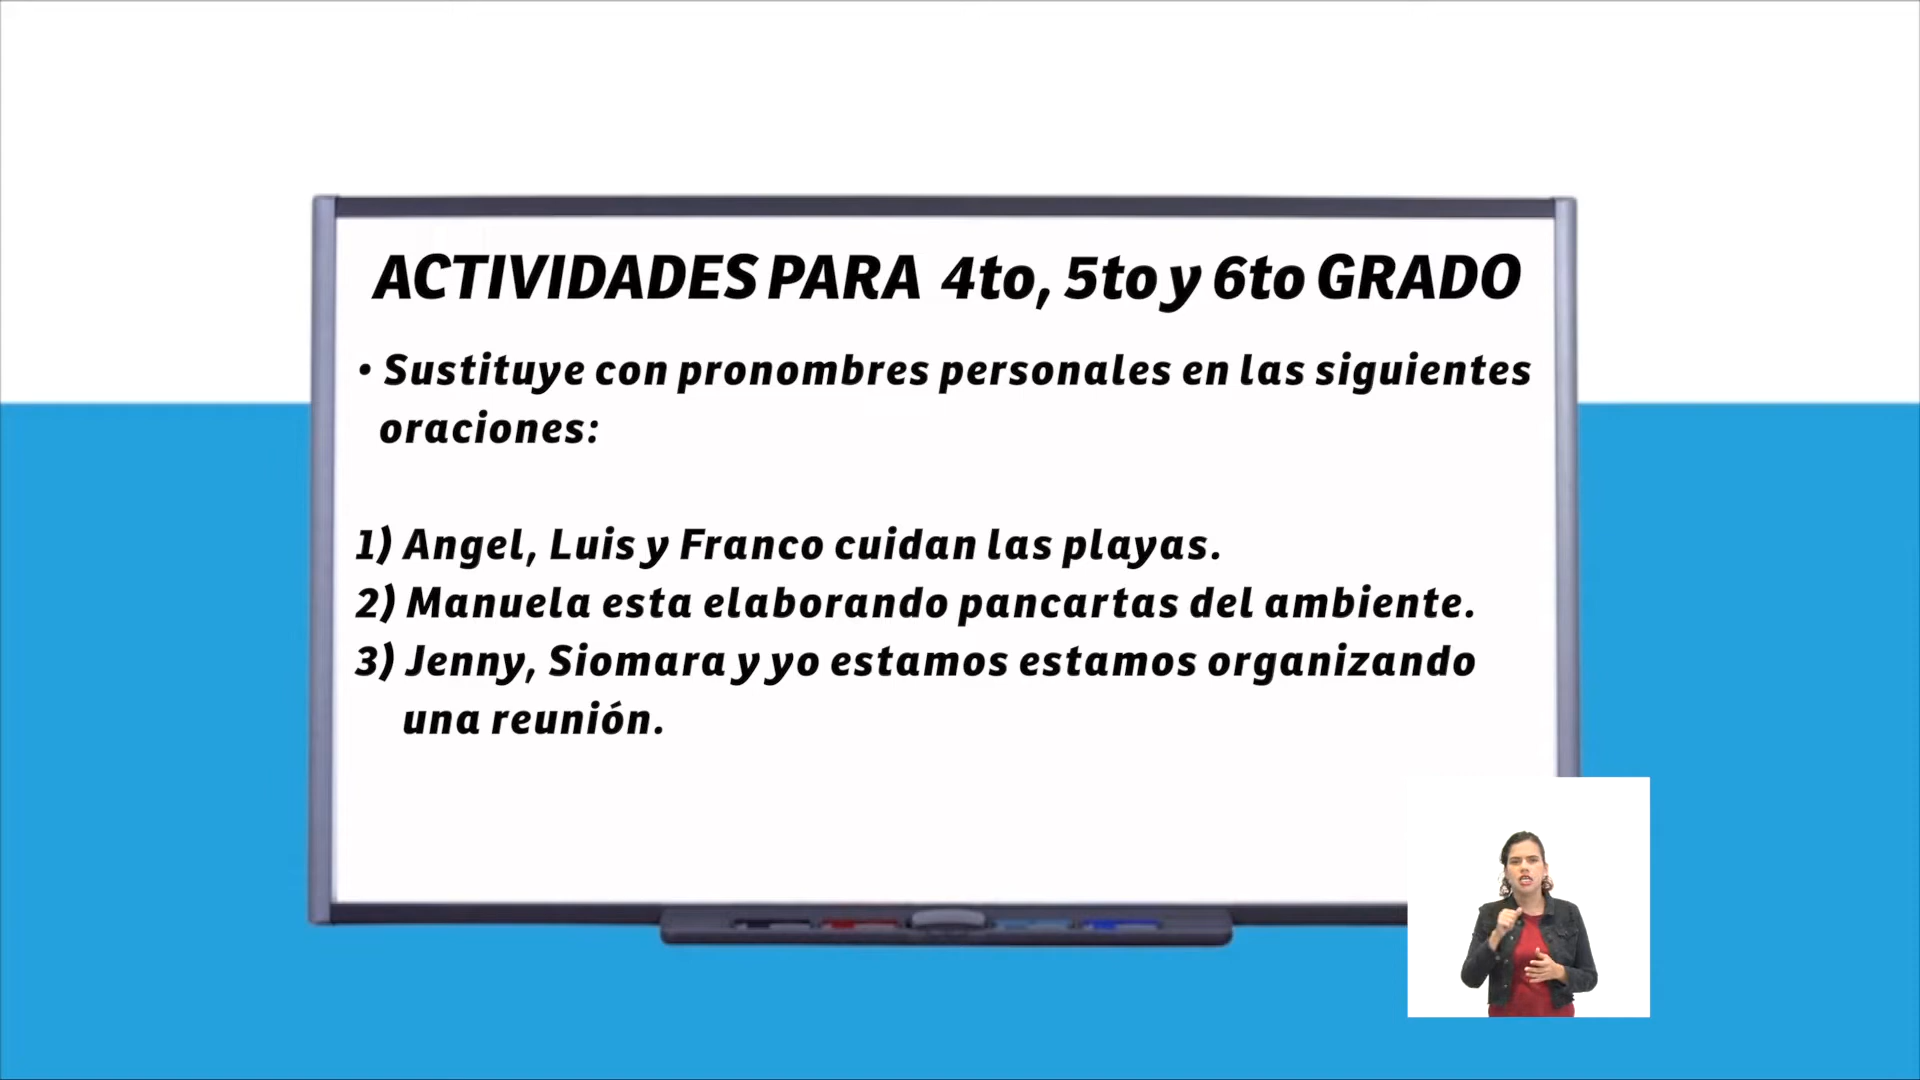 ACTIVIDADES PARA 4to, 5to y 6to GRADO
• Sustituye con pronombres personales en las siguientes
oraciones:
1) Angel, Luis y Franco cuidan las playas.
2) Manuela esta elaborando pancartas del ambiente.
3) Jenny, Siomara y yo estamos estamos organizando
una reunión.